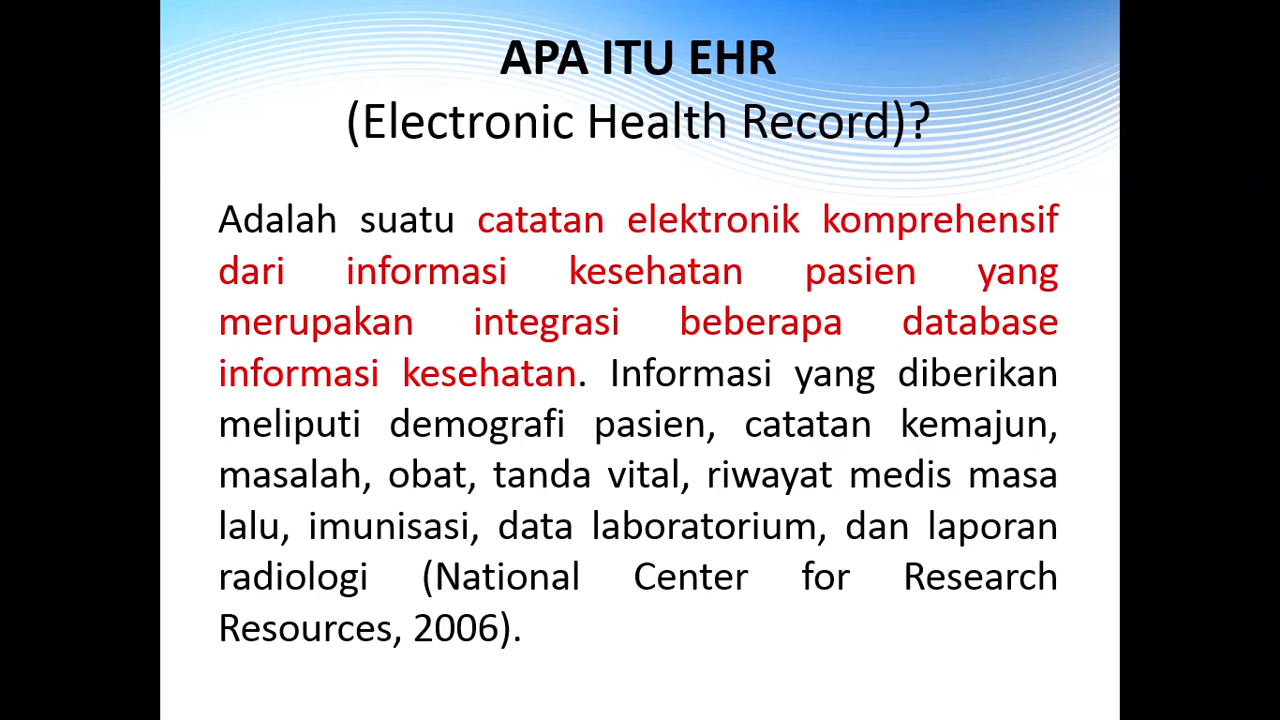 APA ITU EHR
(Electronic Health Record)?
Adalah suatu catatan elektronik komprehensif
dari informasi kesehatan pasien yang
merupakan integrasi beberapa database
informasi kesehatan. Informasi yang diberikan
meliputi demografi pasien, catatan kemajun,
masalah, obat, tanda vital, riwayat medis masa
lalu, imunisasi, data laboratorium, dan laporan
radiologi (National Center for Research
Resources, 2006).